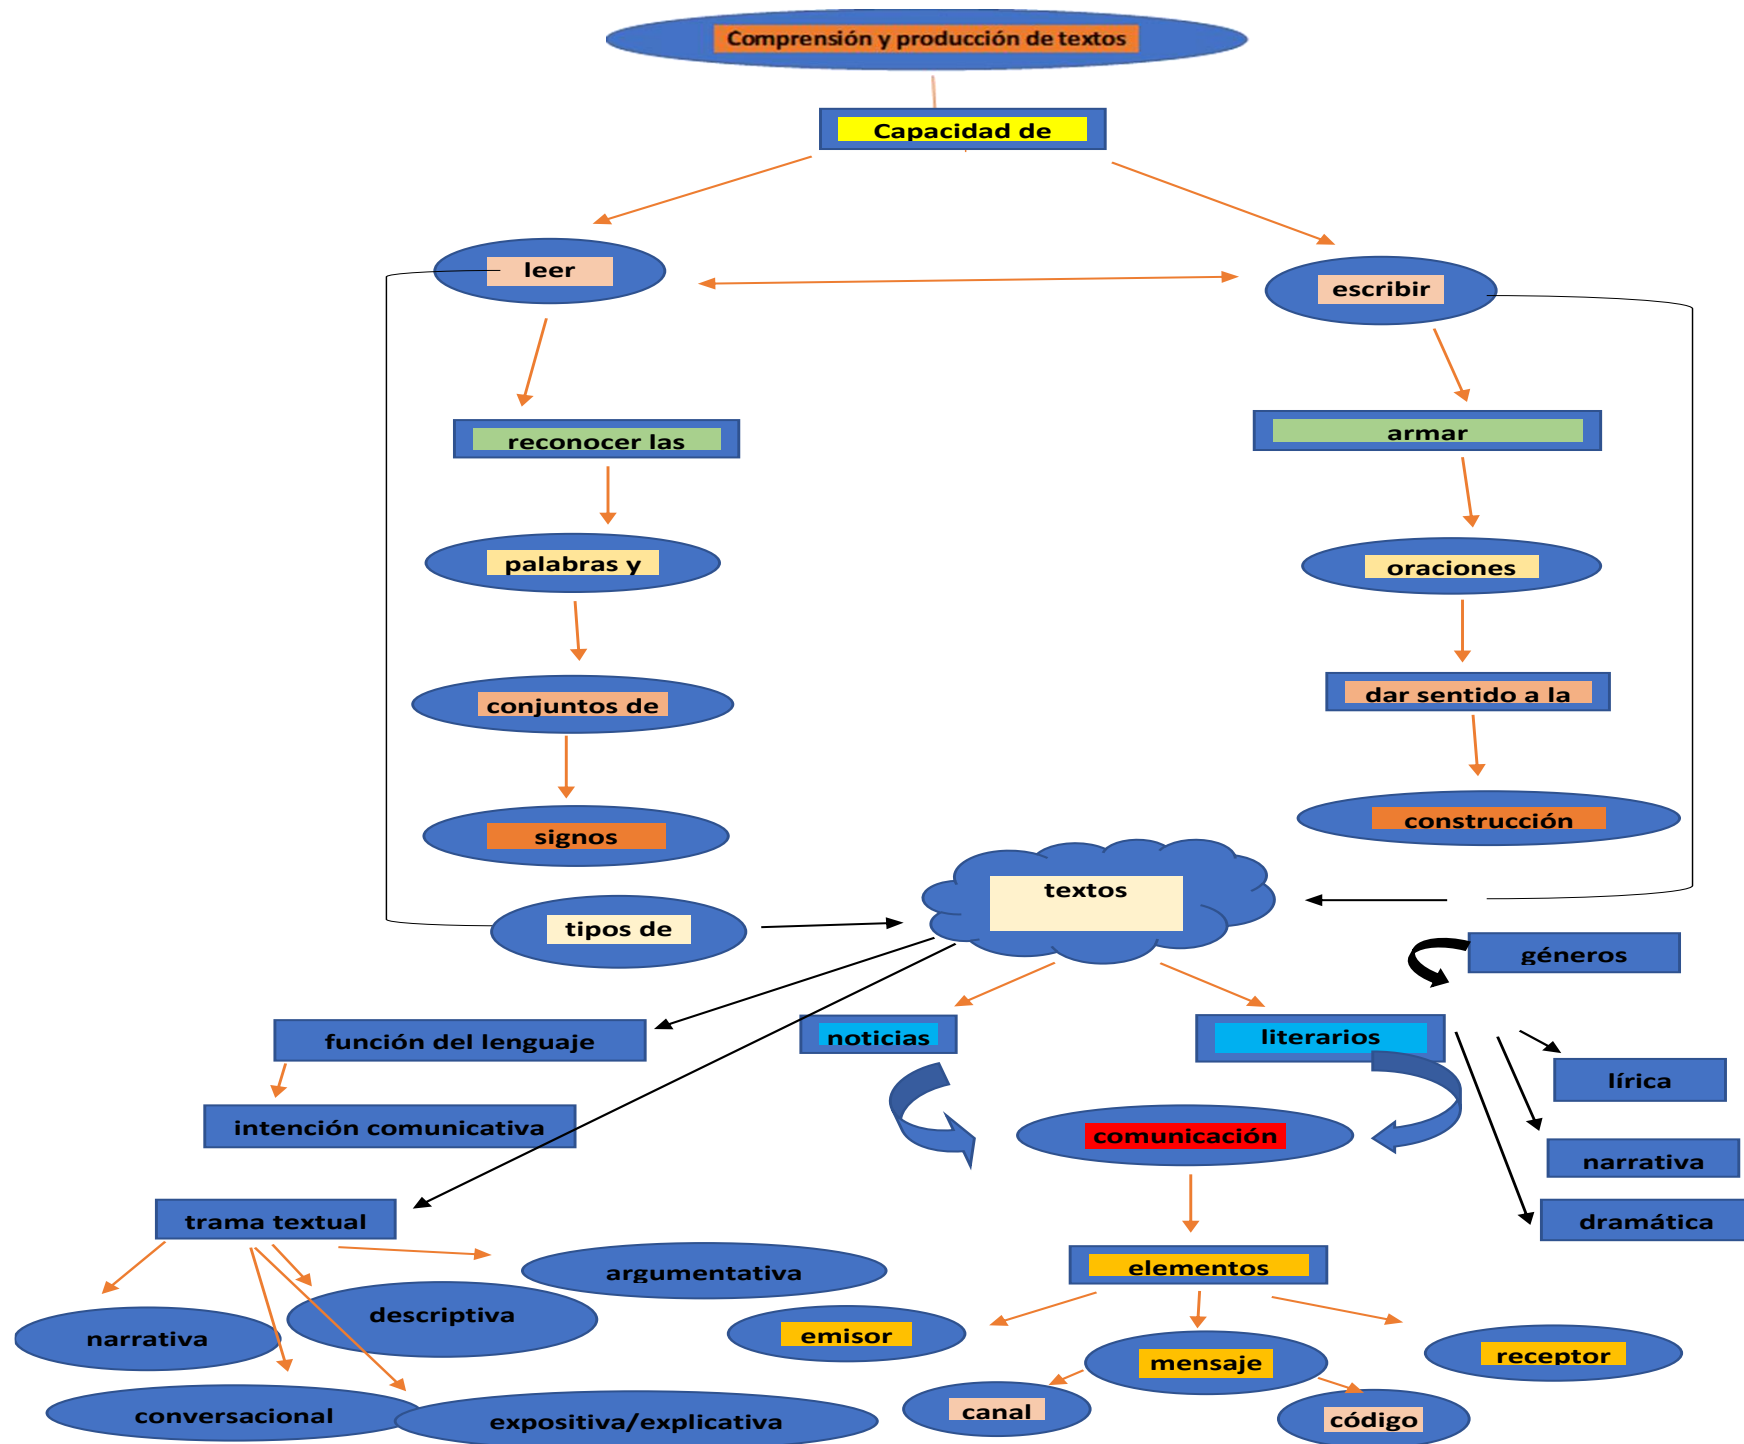 Comprensión y producción de textos
Capacidad de
leer
escribir
reconocer las
armar
palabras y
oraciones
conjuntos de
dar sentido a la
signos
construcción
textos
tipos de
géneros
función del lenguaje
noticias
literarios
lírica
intención comunicativa
comunicación
narrativa
trama textual
dramática
argumentativa
elementos
descriptiva
narrativa
emisor
mensaje
receptor
conversacional
expositiva/explicativa
canal
código